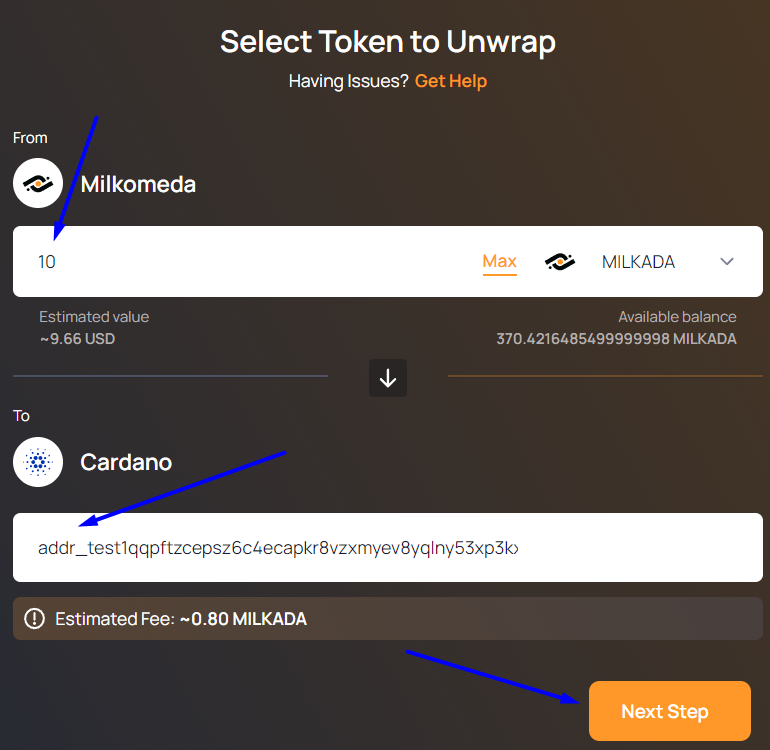 Select Token to Unwrap
Having Issues? Get Help
From
Milkomeda
10 Max MILKADA
Estimated value Available balance
~9.66 USD 370.4216485499999998 MILKADA
To
Cardano
addr_test1qqpftzcepsz6c4ecapkr8vzxmyev8yqlny53xp3k
Estimated Fee: ~0.80 MILKADA
Next Step